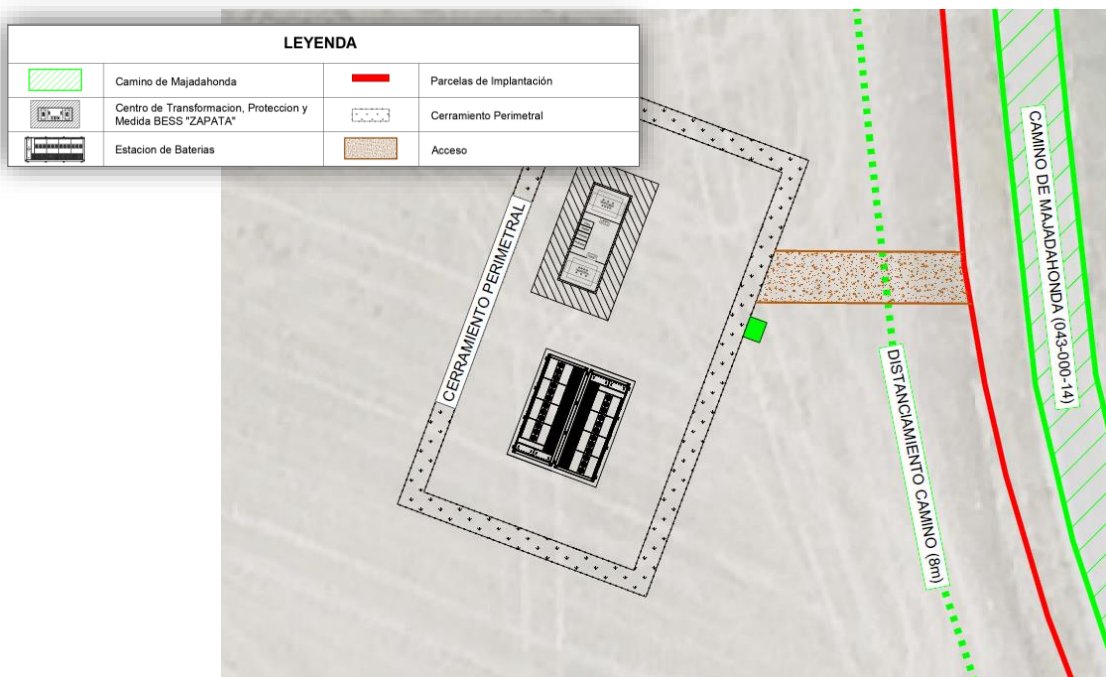 LEYENDA
Camino de Majadahonda
Parcelas de Implantación
Centro de Transformacion, Proteccion y
Medida BESS "ZAPATA"
Cerramiento Perimetral
Estacion de Baterias
Acceso
CERRAMIENTO PERIMETRAL
DISTANCIAMIENTO CAMINO (8m)
CAMINO DE MAJADAHONDA (043-000-14)